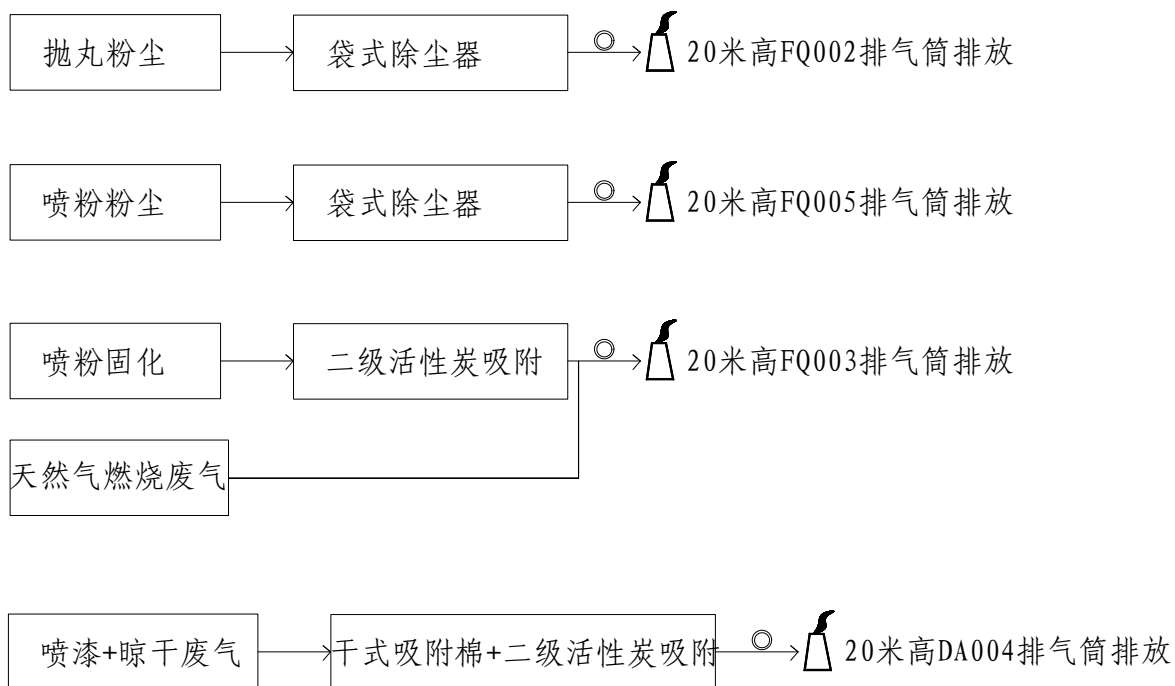 抛丸粉尘
袋式除尘器
20米高FQ002排气筒排放
喷粉粉尘
袋式除尘器
20米高FQ005排气筒排放
喷粉固化
二级活性炭吸附
20米高FQ003排气筒排放
天然气燃烧废气
喷漆+晾干废气
干式吸附棉+二级活性炭吸附
20米高DA004排气筒排放